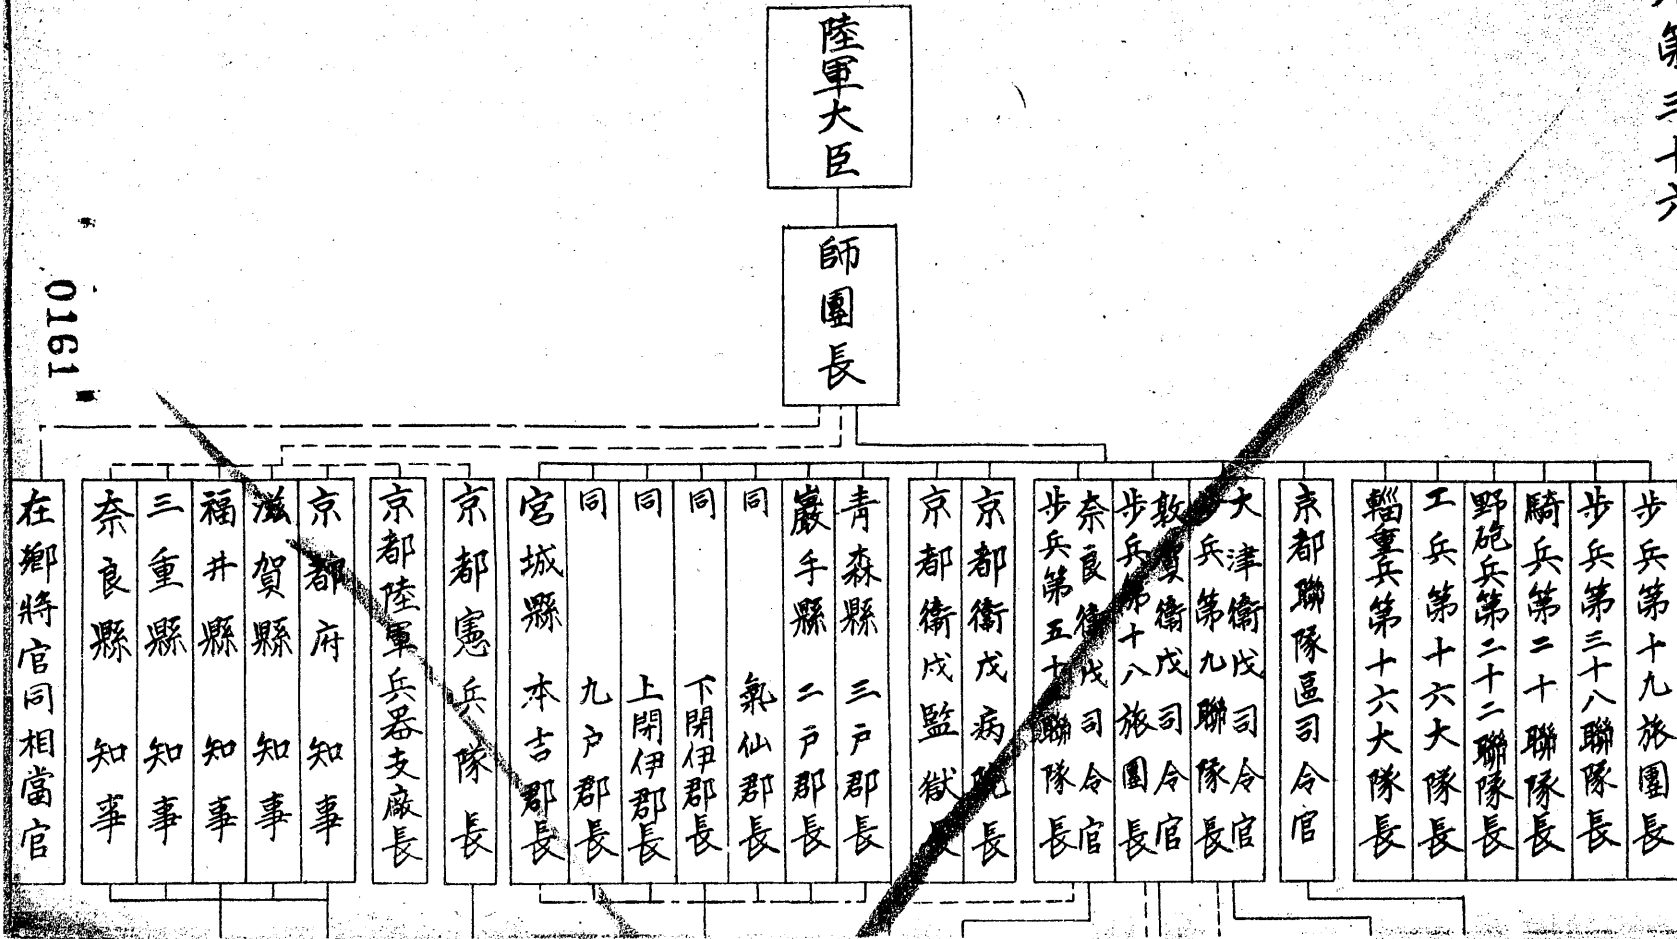 第三十六
陸軍大臣
師團長
0161
步兵第十九旅團長
步兵第三十八聯隊長
騎兵第二十聯隊長
野砲兵第二十二聯隊長
工兵第十六大隊長
輜重兵第十六大隊長
京都聯隊區司令官
大津衞戍司令官
步兵第九聯隊長
敦賀衞戍司令官
步兵第十八旅團長
奈良衞戍司令官
步兵第五十聯隊長
京都衞戍病院長
京都衞戍監獄長
青森縣 三戸郡長
巖手縣 二戸郡長
同 氣仙郡長
同 下閉伊郡長
同 上閉伊郡長
同 九戸郡長
宮城縣 本吉郡長
京都憲兵隊長
京都陸軍兵器支廠長
京都府 知事
滋賀縣 知事
福井縣 知事
三重縣 知事
奈良縣 知事
在鄕將官同相當官